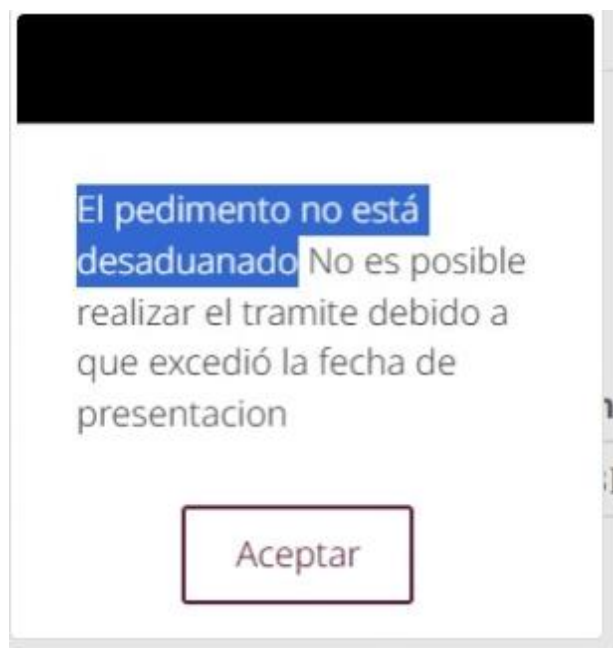 El pedimento no está
desaduanado No es posible
realizar el tramite debido a
que excedió la fecha de
presentacion
Aceptar